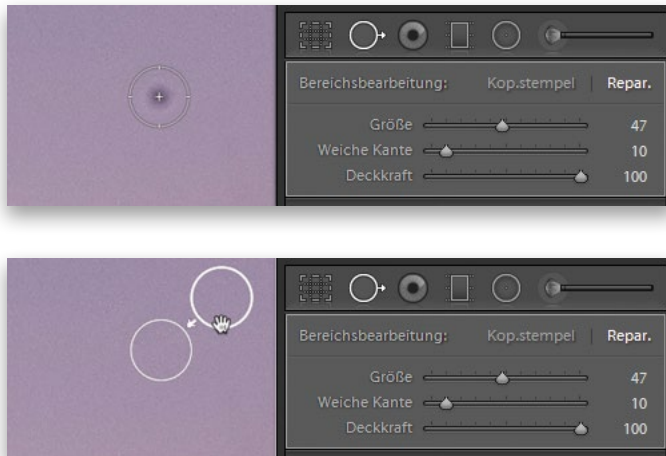 Bereichsbearbeitung: Kop.stempel | Repar.
Größe 47
Weiche Kante 10
Deckkraft 100
Bereichsbearbeitung: Kop.stempel | Repar.
Größe 47
Weiche Kante 10
Deckkraft 100